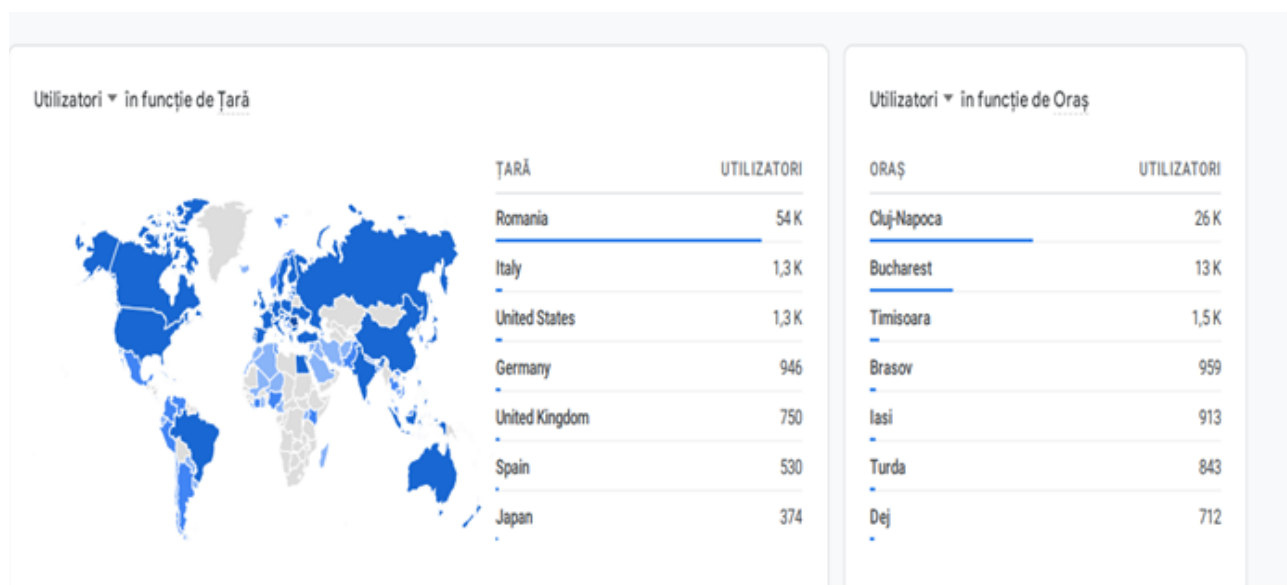 Utilizatori în funcție de Țară
ȚARĂ UTILIZATORI
Romania 54 K
Italy 1,3 K
United States 1,3 K
Germany 946
United Kingdom 750
Spain 530
Japan 374
Utilizatori în funcție de Oraș
ORAȘ UTILIZATORI
Cluj-Napoca 26 K
Bucharest 13 K
Timisoara 1,5 K
Brasov 959
Iasi 913
Turda 843
Dej 712